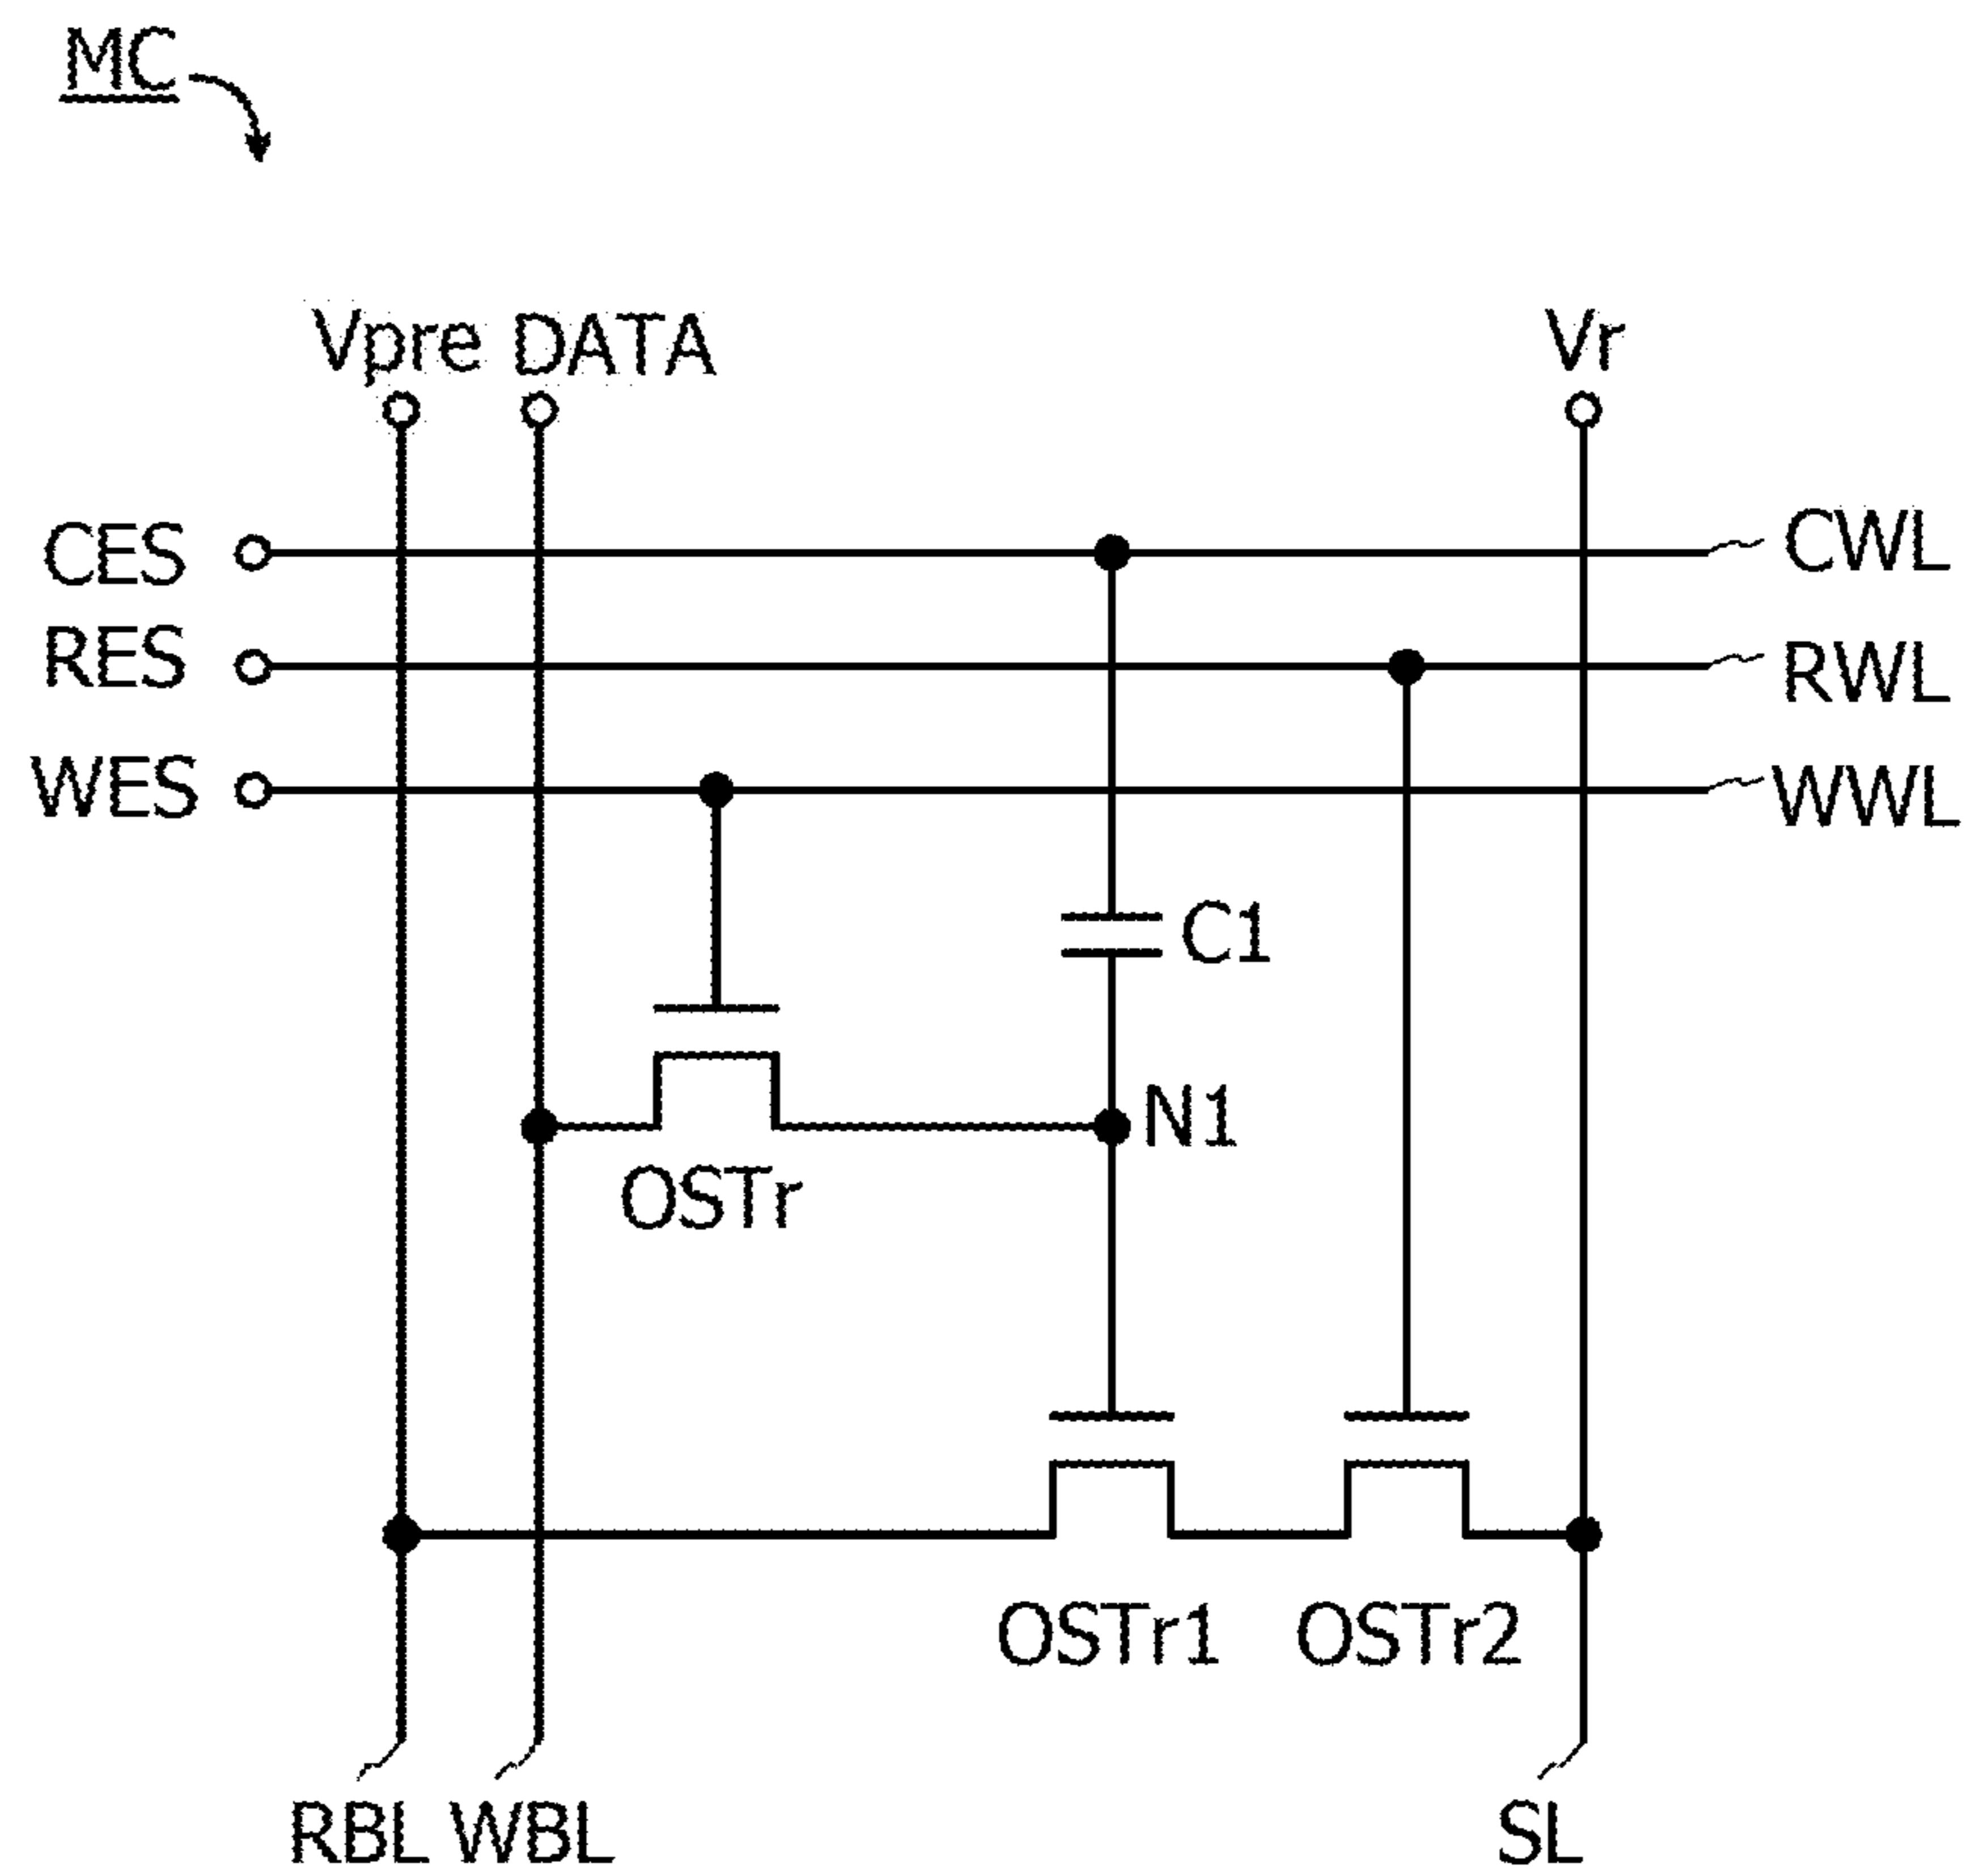 MC
Vpre DATA Vr
CES CWL
RES RWL
WES WWL
C1
N1
OSTr
OSTr1 OSTr2
RBL WBL SL